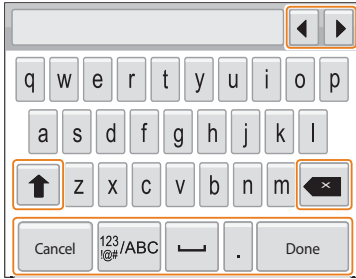 q w e r t y u i o p
a s d f g h j k l
z x c v b n m
Cancel 123 !@# /ABC . Done